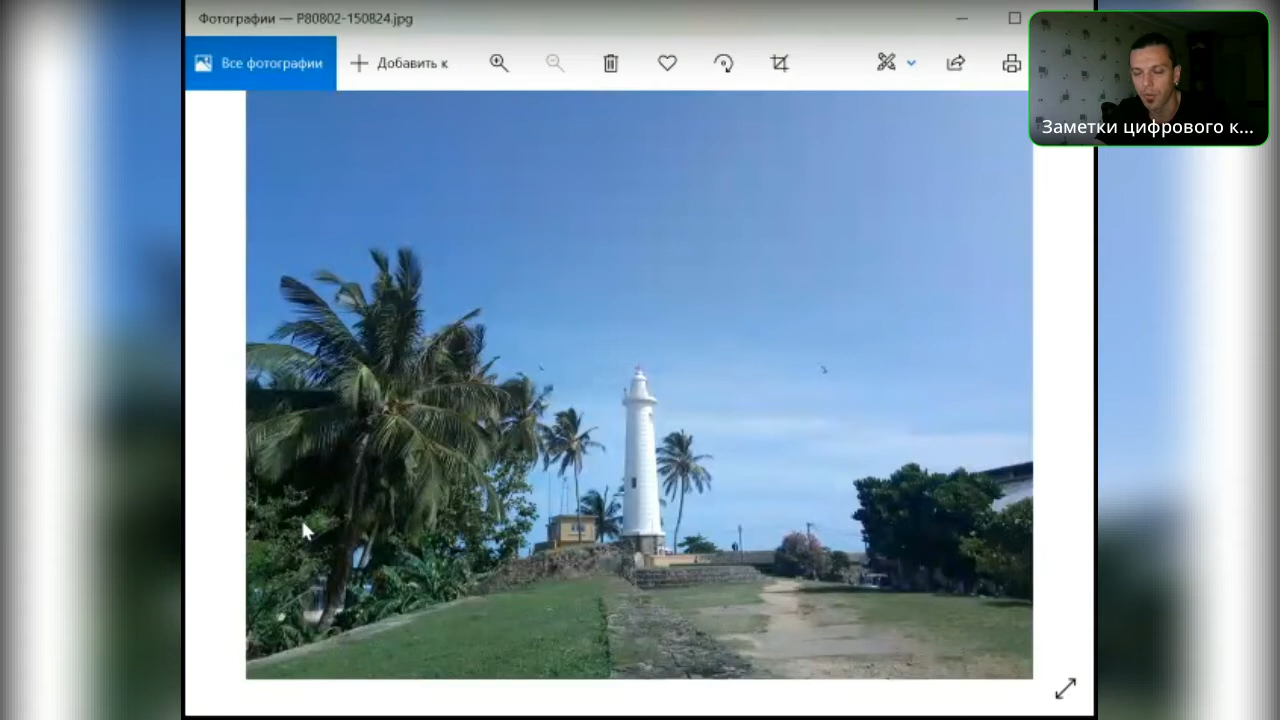 Фотографии — P80802-150824.jpg
Все фотографии
Добавить к
Заметки цифрового к...